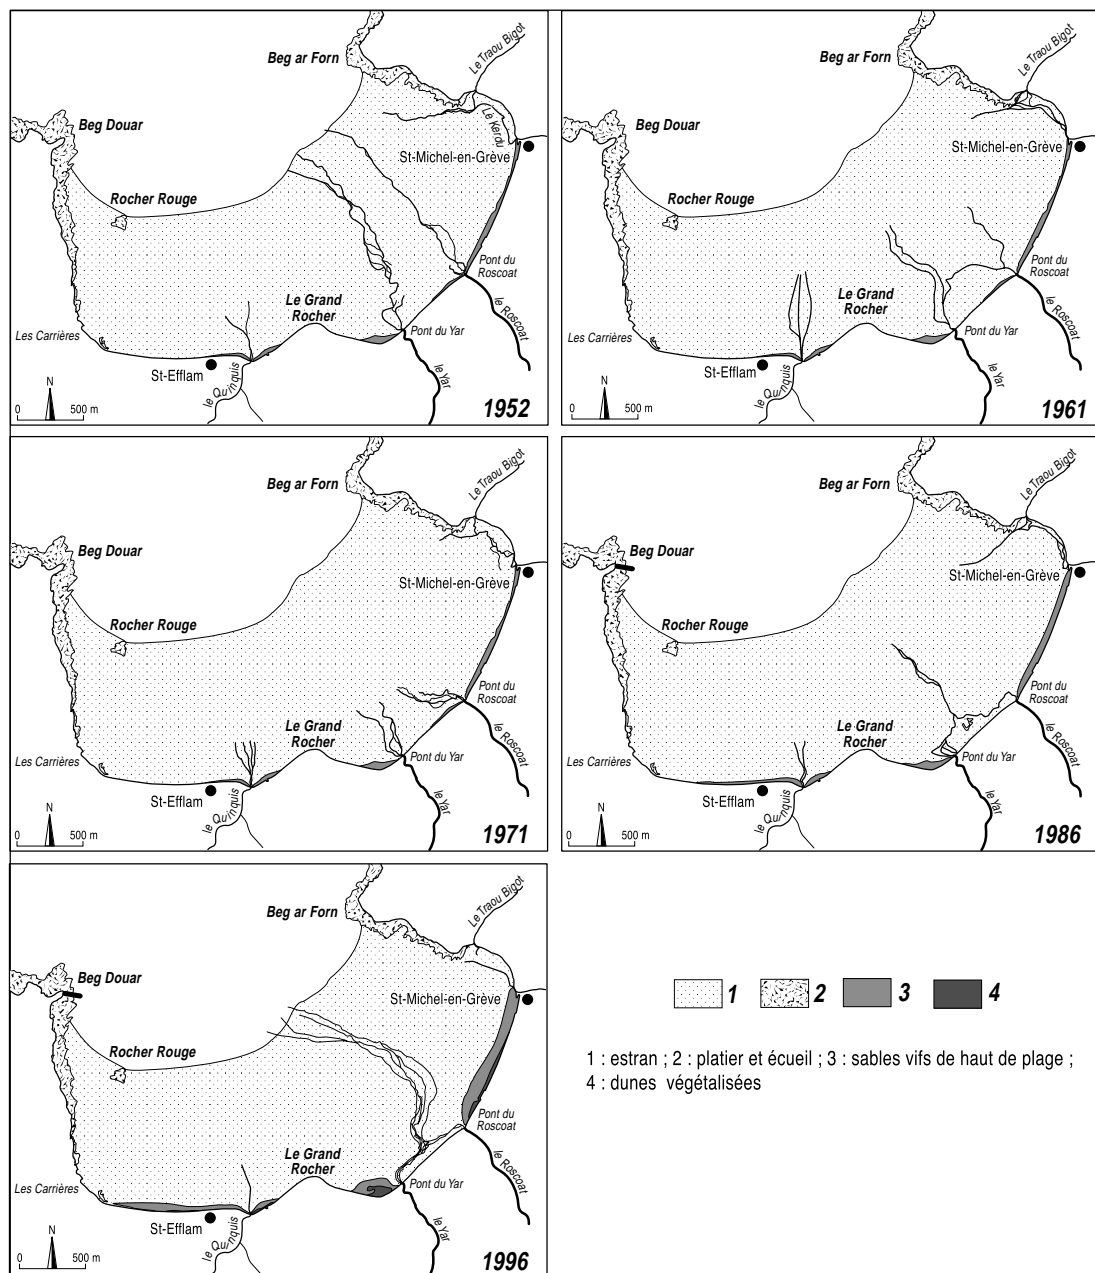 Beg ar Forn
Le Traou Bigot
Beg Douar
Le Kerdu
St-Michel-en-Grève
Rocher Rouge
Pont du
Roscoat
Le Grand
Rocher
le Roscoat
Les Carrières
Pont du Yar
St-Efflam
le Quinquis
le Yar
N
0 500 m
1952
Beg ar Forn
Le Traou Bigot
Beg Douar
St-Michel-en-Grève
Rocher Rouge
Pont du
Roscoat
Le Grand
Rocher
le Roscoat
Les Carrières
Pont du Yar
St-Efflam
le Quinquis
le Yar
N
0 500 m
1961
Beg ar Forn
Le Traou Bigot
Beg Douar
St-Michel-en-Grève
Rocher Rouge
Pont du
Roscoat
Le Grand
Rocher
le Roscoat
Les Carrières
Pont du Yar
St-Efflam
le Quinquis
le Yar
N
0 500 m
1971
Beg ar Forn
Le Traou Bigot
Beg Douar
St-Michel-en-Grève
Rocher Rouge
Pont du
Roscoat
Le Grand
Rocher
le Roscoat
Les Carrières
Pont du Yar
St-Efflam
le Quinquis
le Yar
N
0 500 m
1986
Beg ar Forn
Le Traou Bigot
Beg Douar
St-Michel-en-Grève
Rocher Rouge
Pont du
Roscoat
Le Grand
Rocher
le Roscoat
Les Carrières
Pont du Yar
St-Efflam
le Quinquis
le Yar
N
0 500 m
1996
1 2 3 4
1 : estran ; 2 : platier et écueil ; 3 : sables vifs de haut de plage ;
4 : dunes végétalisées